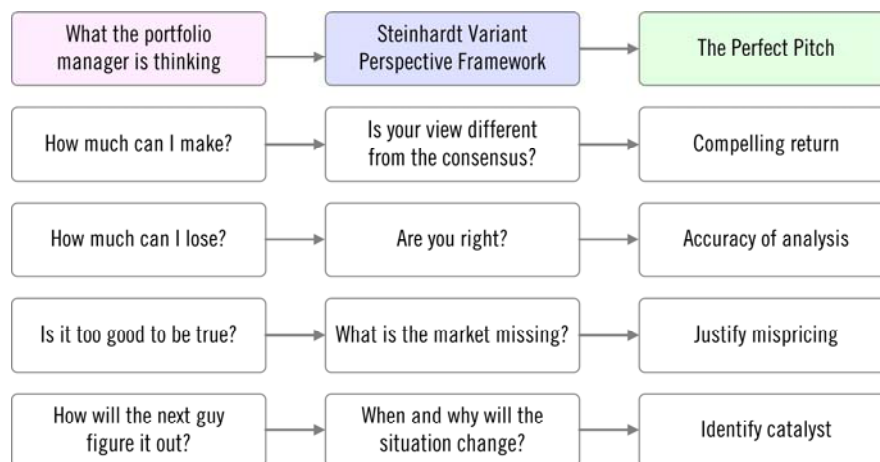 What the portfolio
manager is thinking
Steinhardt Variant
Perspective Framework
The Perfect Pitch
How much can I make?
Is your view different
from the consensus?
Compelling return
How much can I lose?
Are you right?
Accuracy of analysis
Is it too good to be true?
What is the market missing?
Justify mispricing
How will the next guy
figure it out?
When and why will the
situation change?
Identify catalyst